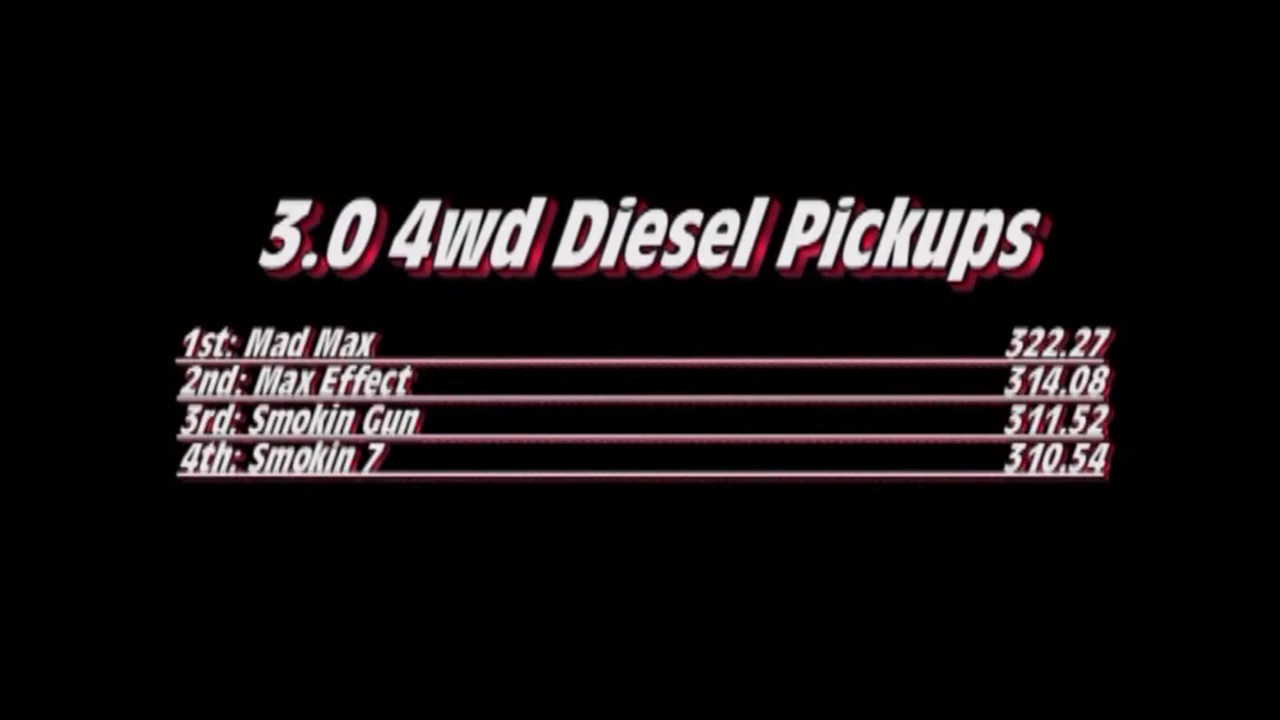 3.0 4wd Diesel Pickups
1st: Mad Max 322.27
2nd: Max Effect 314.08
3rd: Smokin Gun 311.52
4th: Smokin 7 310.54